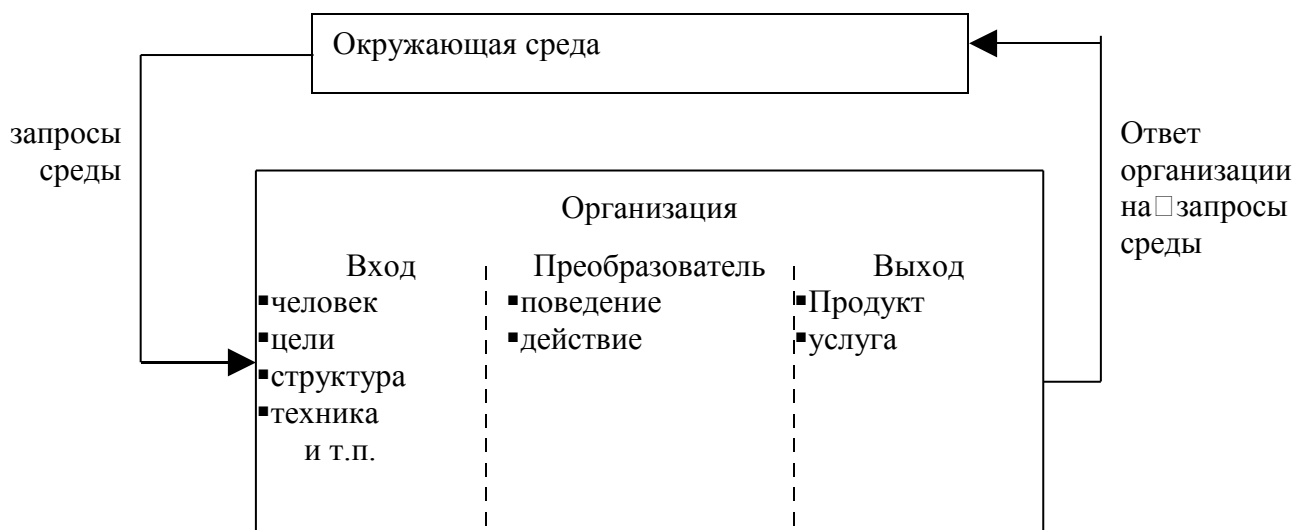 Окружающая среда
запросы
среды
Ответ
организации
на□запросы
среды
Организация
Вход
▪человек
▪цели
▪структура
▪техника
и т.п.
Преобразователь
▪поведение
▪действие
Выход
▪Продукт
▪услуга